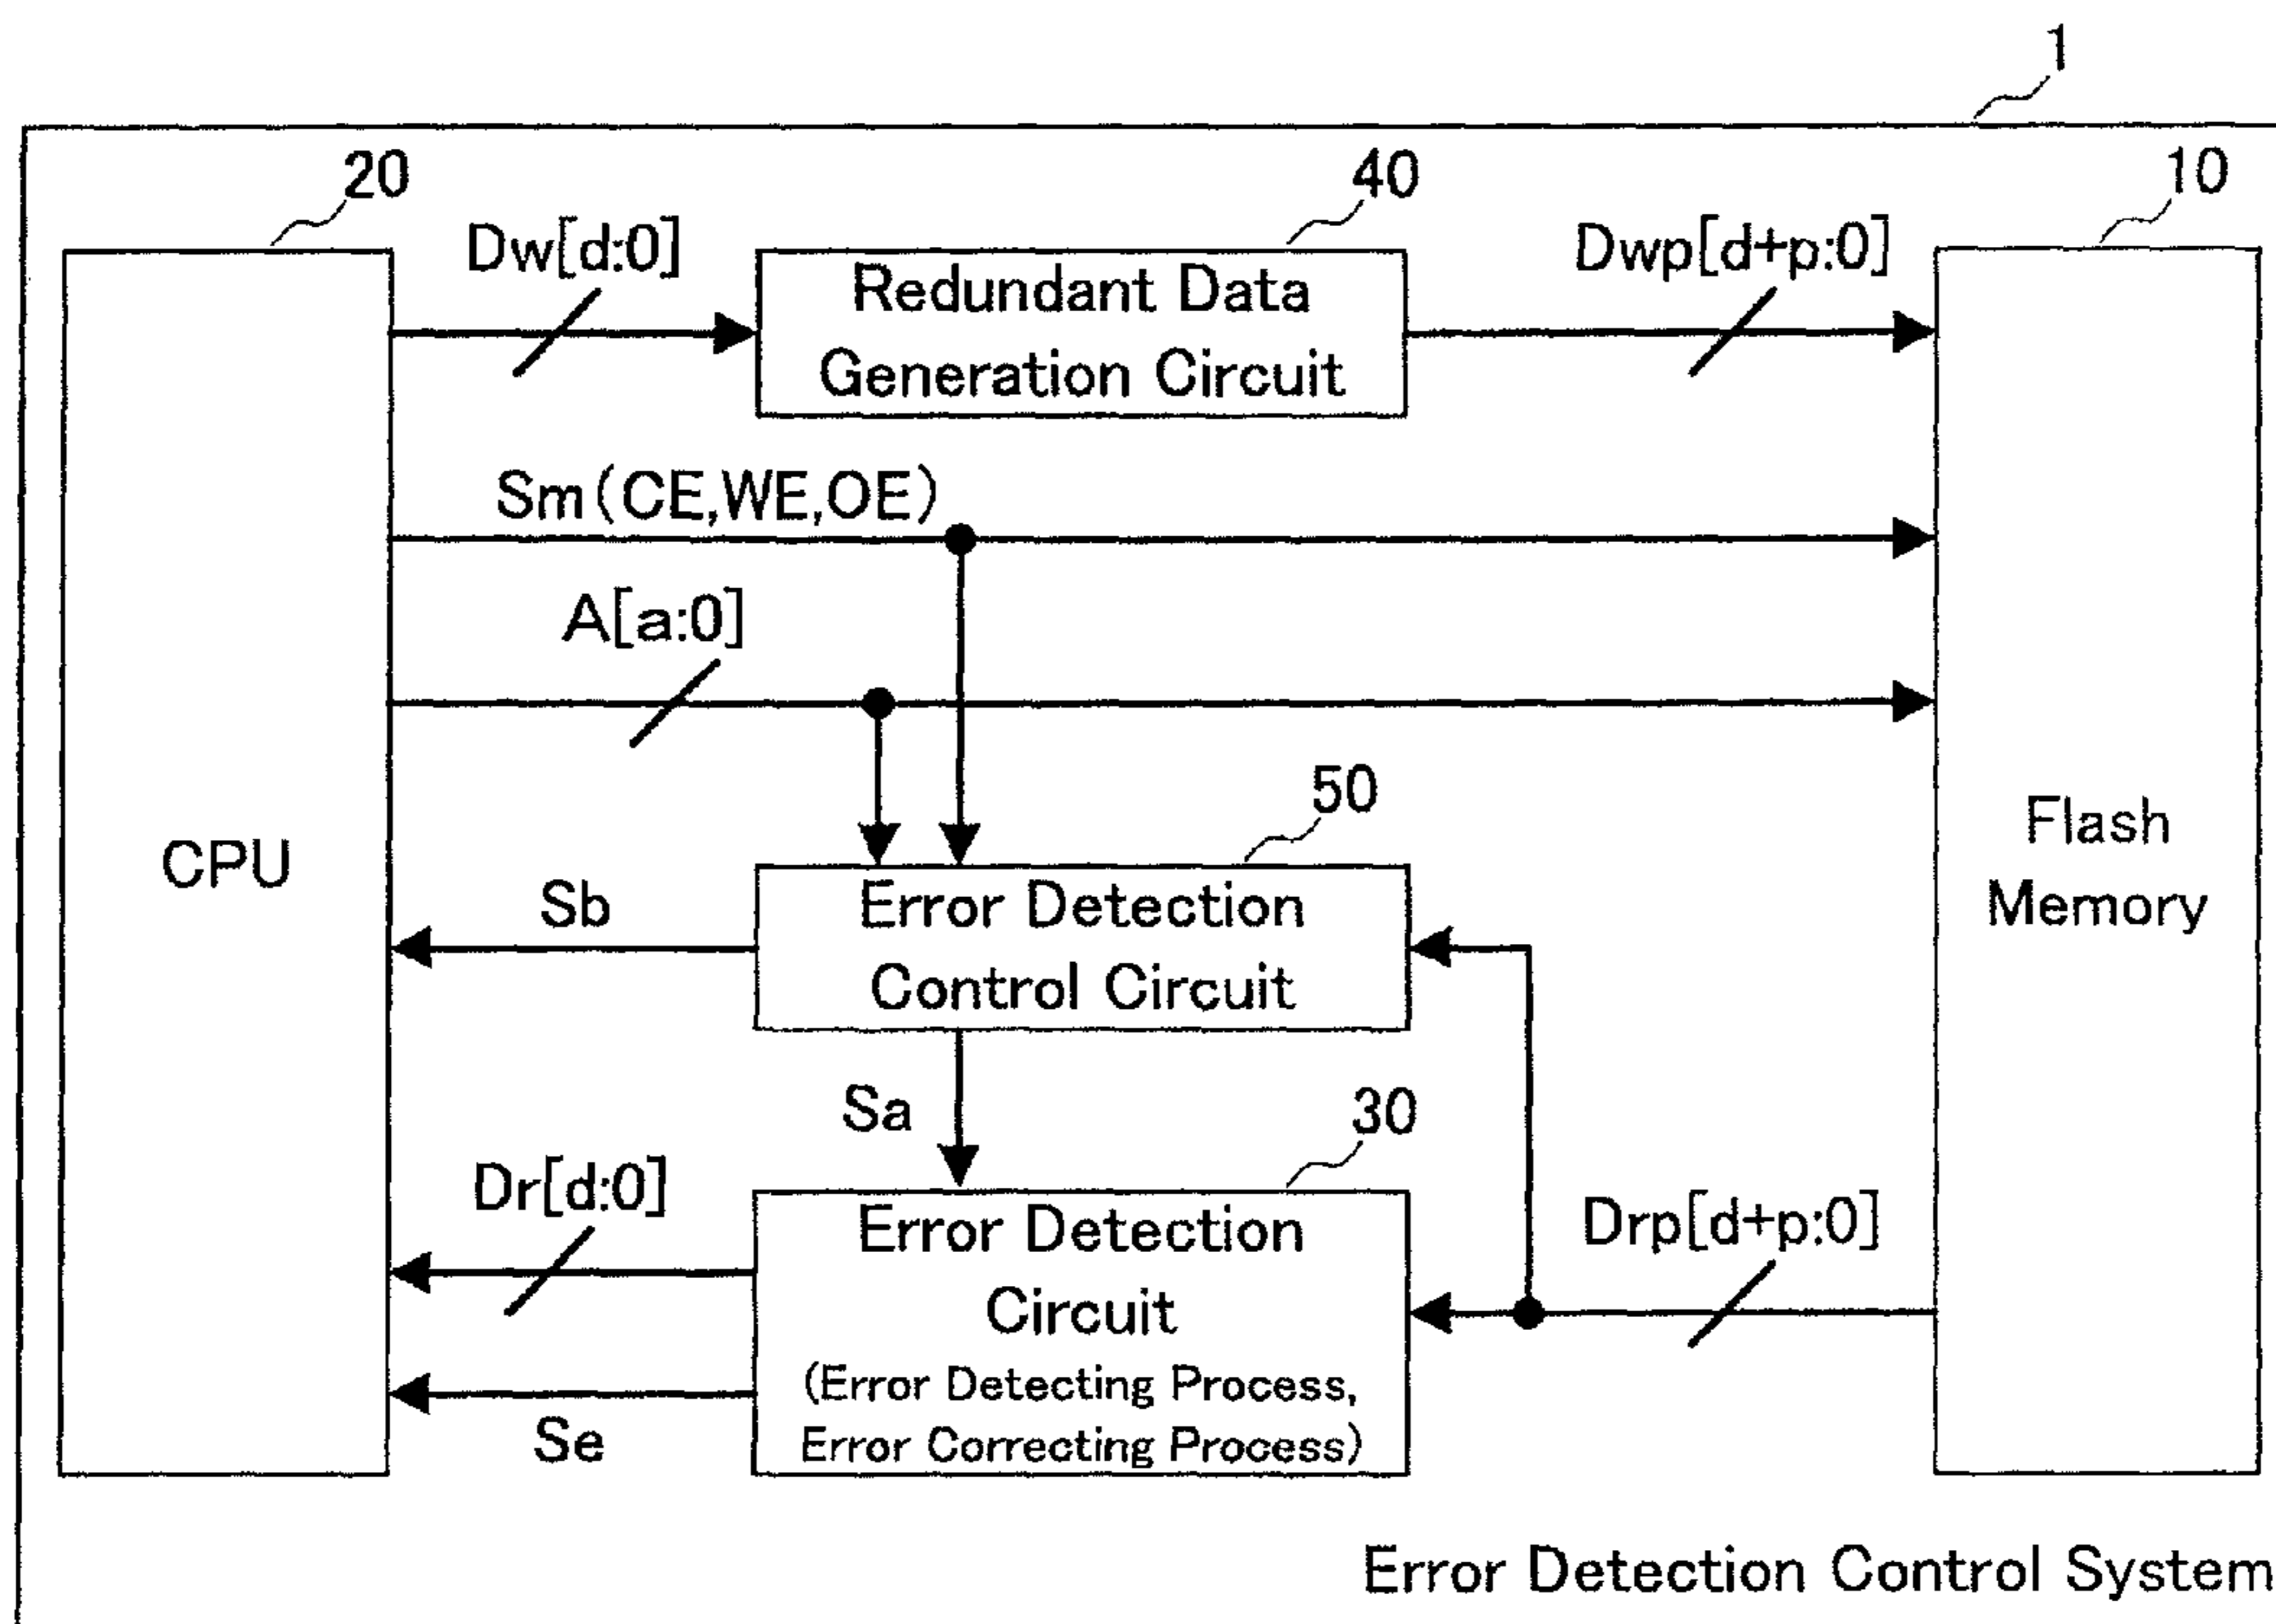 1
20
40
10
Dw[d:0]
Dwp[d+p:0]
Redundant Data
Generation Circuit
Sm(CE,WE,OE)
A[a:0]
50
CPU
Flash
Memory
Sb
Error Detection
Control Circuit
Sa
30
Dr[d:0]
Error Detection
Circuit
(Error Detecting Process,
Error Correcting Process)
Drp[d+p:0]
Se
Error Detection Control System